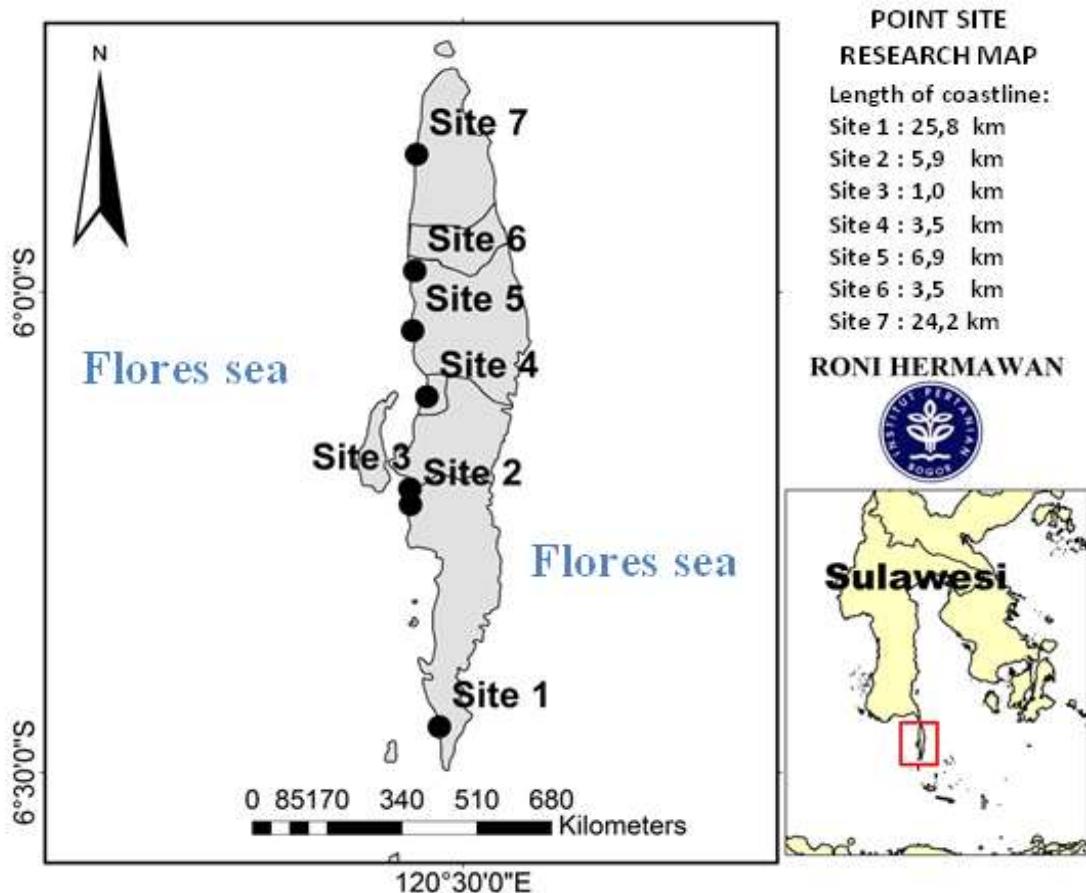 POINT SITE
RESEARCH MAP
Length of coastline:
Site 1 : 25,8 km
Site 2 : 5,9 km
Site 3 : 1,0 km
Site 4 : 3,5 km
Site 5 : 6,9 km
Site 6 : 3,5 km
Site 7 : 24,2 km
RONI HERMAWAN
INSTITUT PERTANIAN
BOGOR
Sulawesi
N
Site 7
Site 6
Site 5
Site 4
Site 3
Site 2
Site 1
Flores sea
Flores sea
6°0'0"S
6°30'0"S
0 85170 340 510 680
Kilometers
120°30'0"E